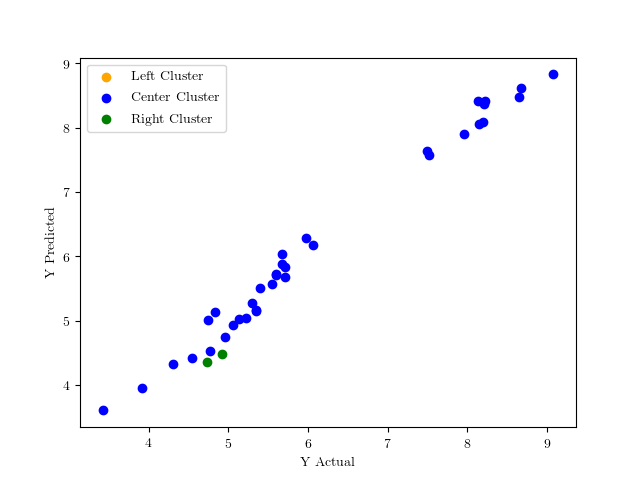 Left Cluster
Center Cluster
Right Cluster
9
8
7
6
5
4
Y Predicted
4 5 6 7 8 9
Y Actual